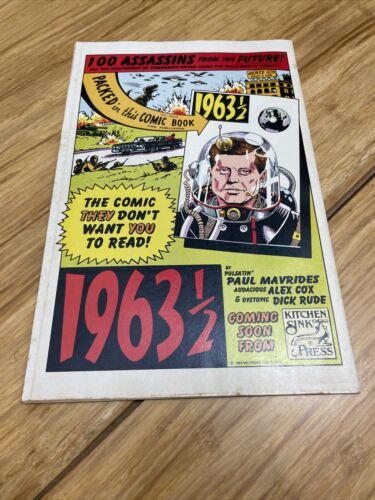 100 ASSASSINS FROM THE FUTURE!
PACKED in this COMIC BOOK
1963½
THE COMIC
THEY DON'T
WANT YOU
TO READ!
1963½
BY
PULSATIN'
PAUL MAVRIDES
AUDACIOUS ALEX COX
& DYSTOPIC DICK RUDE
COMING
SOON
FROM
KITCHEN
SINK
PRESS